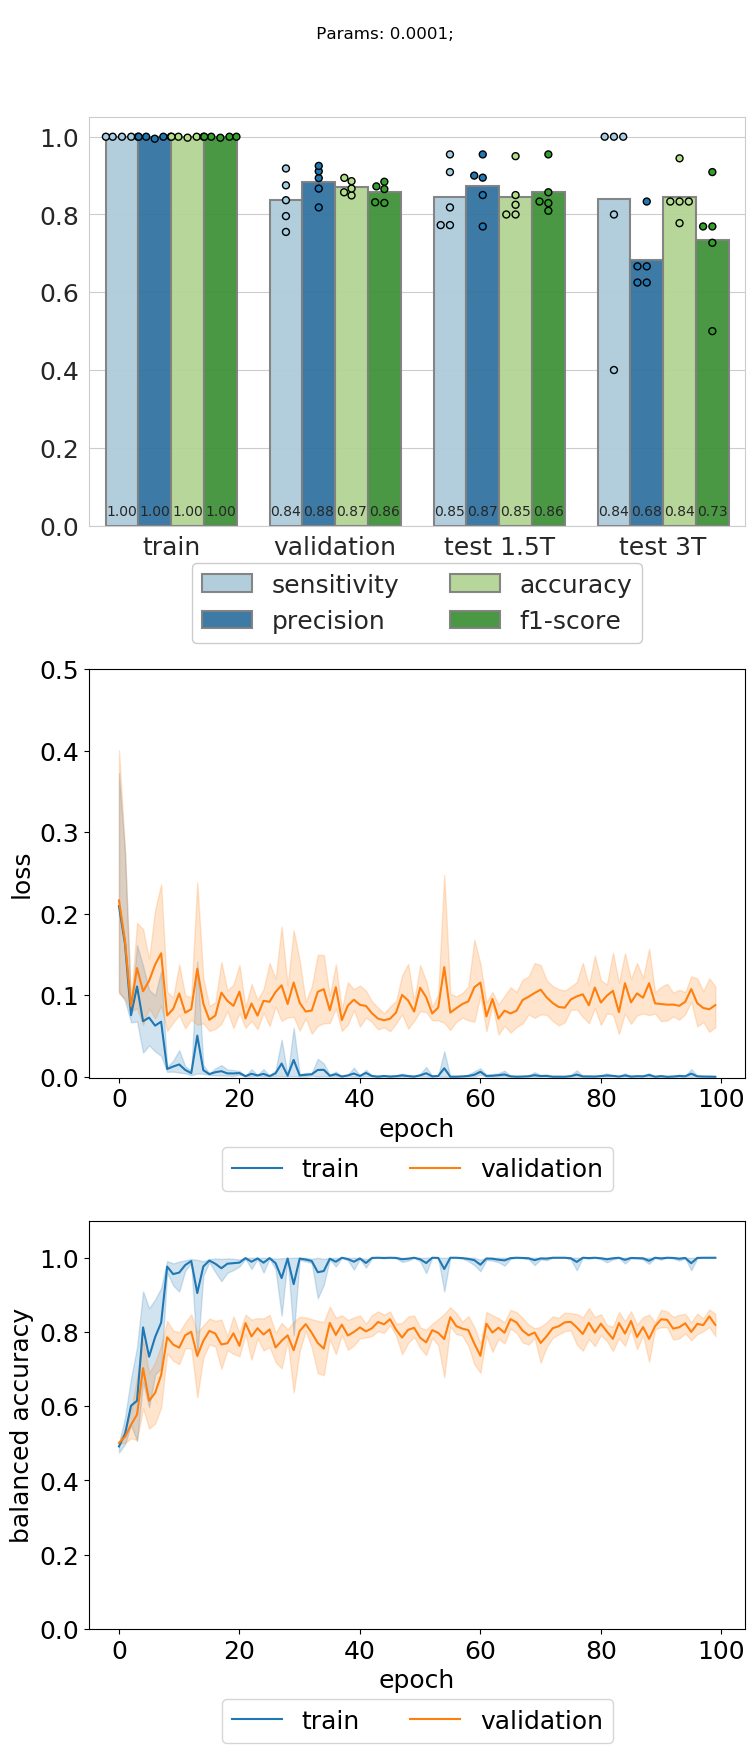 Params: 0.0001;
1.0
0.8
0.6
0.4
0.2
0.0
1.00 1.00 1.00 1.00 0.84 0.88 0.87 0.86 0.85 0.87 0.85 0.86 0.84 0.68 0.84 0.73
train validation test 1.5T test 3T
sensitivity accuracy
precision f1-score
0.5
0.4
0.3
0.2
0.1
0.0
loss
0 20 40 60 80 100
epoch
train validation
1.0
0.8
0.6
0.4
0.2
0.0
balanced accuracy
0 20 40 60 80 100
epoch
train validation